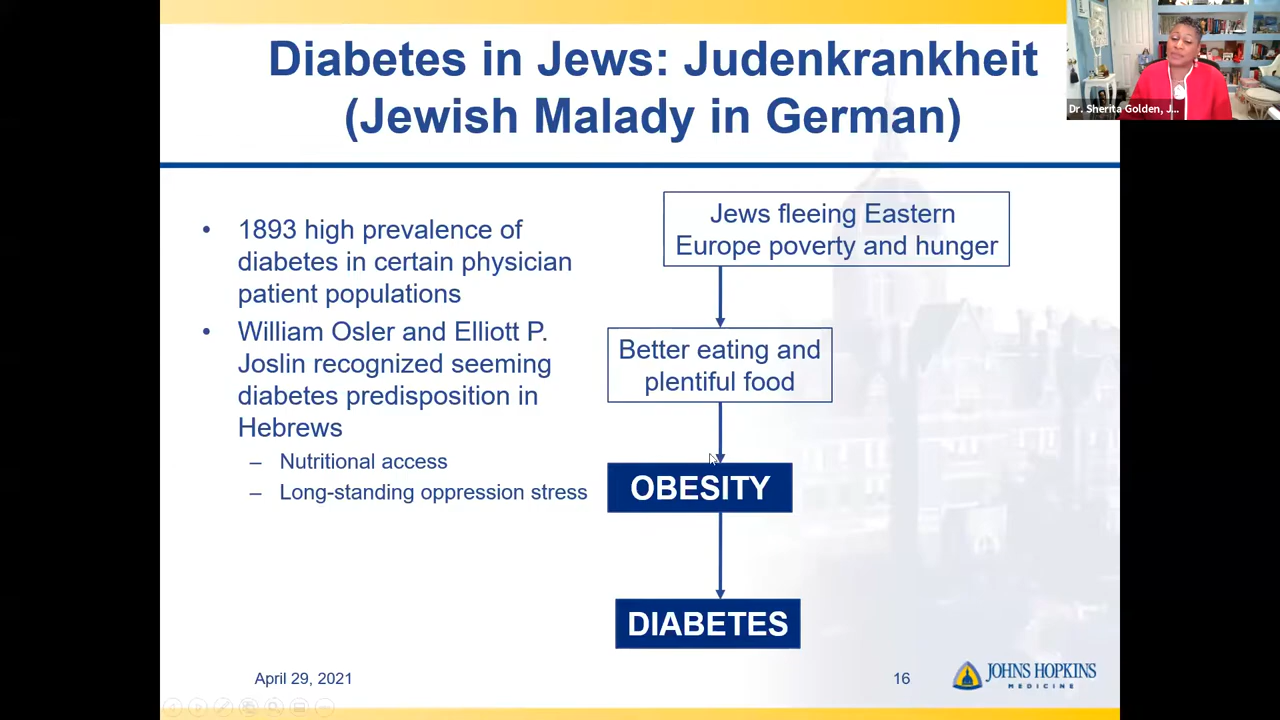 Diabetes in Jews: Judenkrankheit
(Jewish Malady in German)
Dr. Sherita Golden, J...
• 1893 high prevalence of
diabetes in certain physician
patient populations
• William Osler and Elliott P.
Joslin recognized seeming
diabetes predisposition in
Hebrews
– Nutritional access
– Long-standing oppression stress
Jews fleeing Eastern
Europe poverty and hunger
Better eating and
plentiful food
OBESITY
DIABETES
April 29, 2021
16
JOHNS HOPKINS
MEDICINE